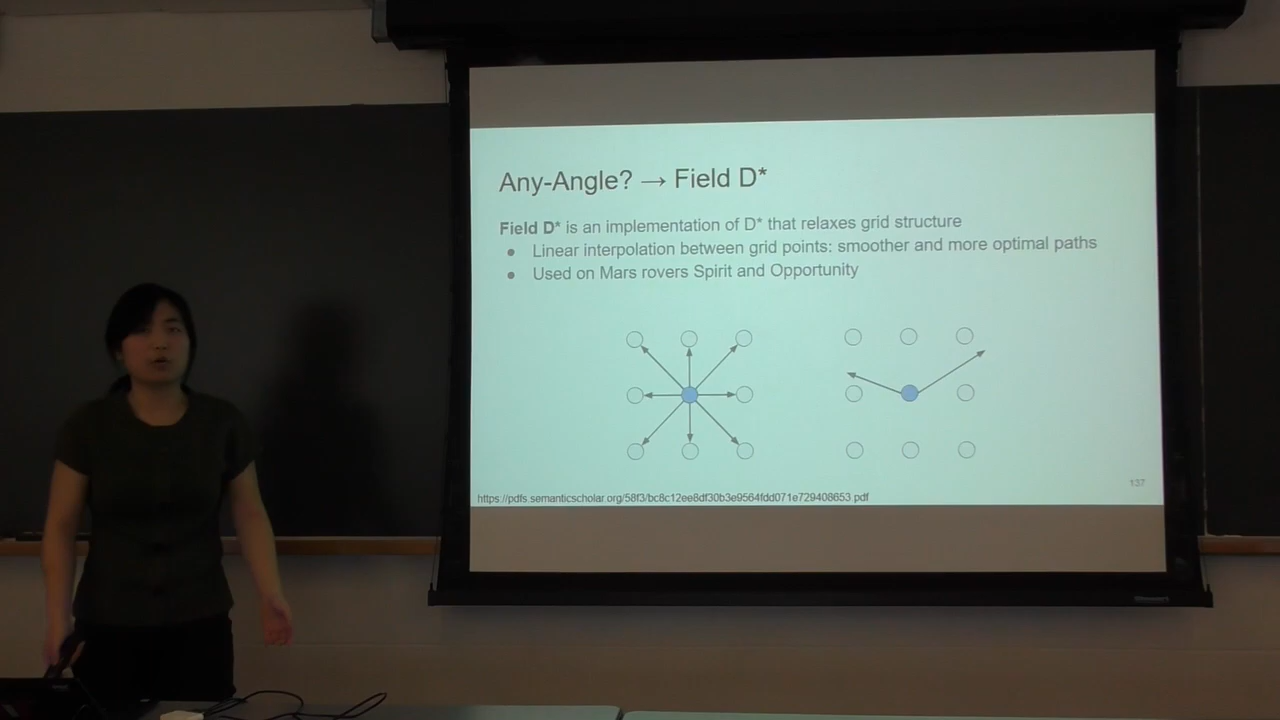 Any-Angle? → Field D*
Field D* is an implementation of D* that relaxes grid structure
● Linear interpolation between grid points: smoother and more optimal paths
● Used on Mars rovers Spirit and Opportunity
137
https://pdfs.semanticscholar.org/58f3/bc8c12ee8df30b3e9564fdd071e729408653.pdf